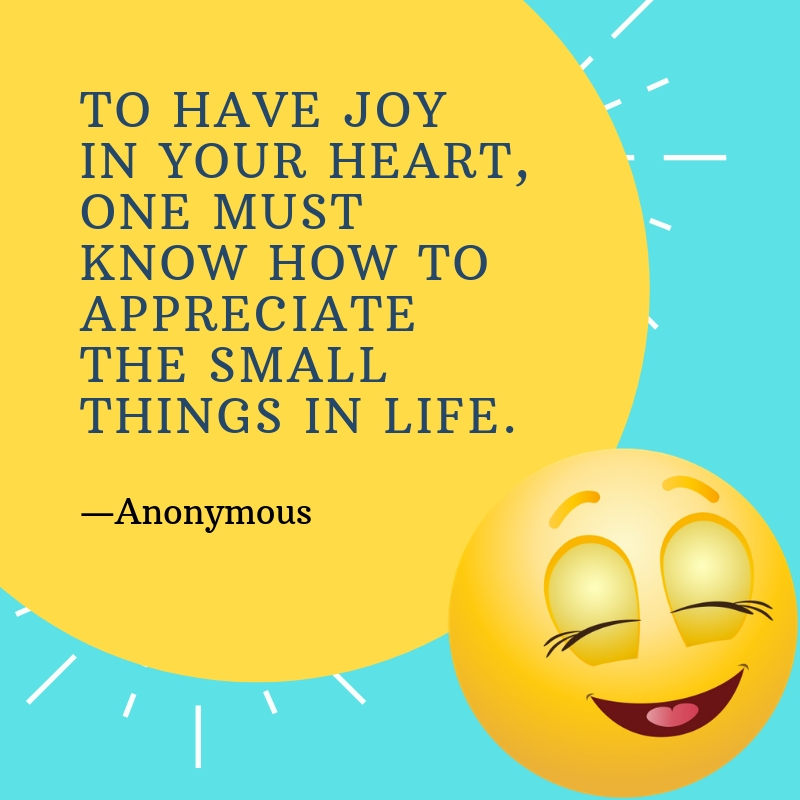 TO HAVE JOY
IN YOUR HEART,
ONE MUST
KNOW HOW TO
APPRECIATE
THE SMALL
THINGS IN LIFE.
—Anonymous